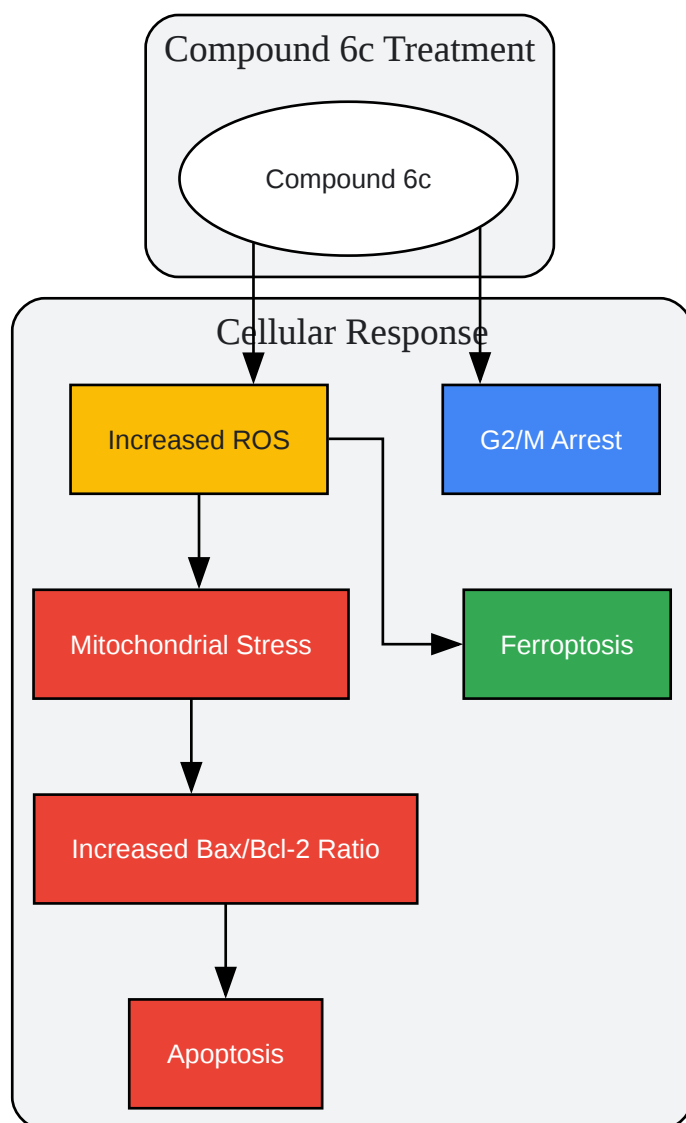 Compound 6c Treatment
Compound 6c
Cellular Response
Increased ROS
G2/M Arrest
Mitochondrial Stress
Ferroptosis
Increased Bax/Bcl-2 Ratio
Apoptosis